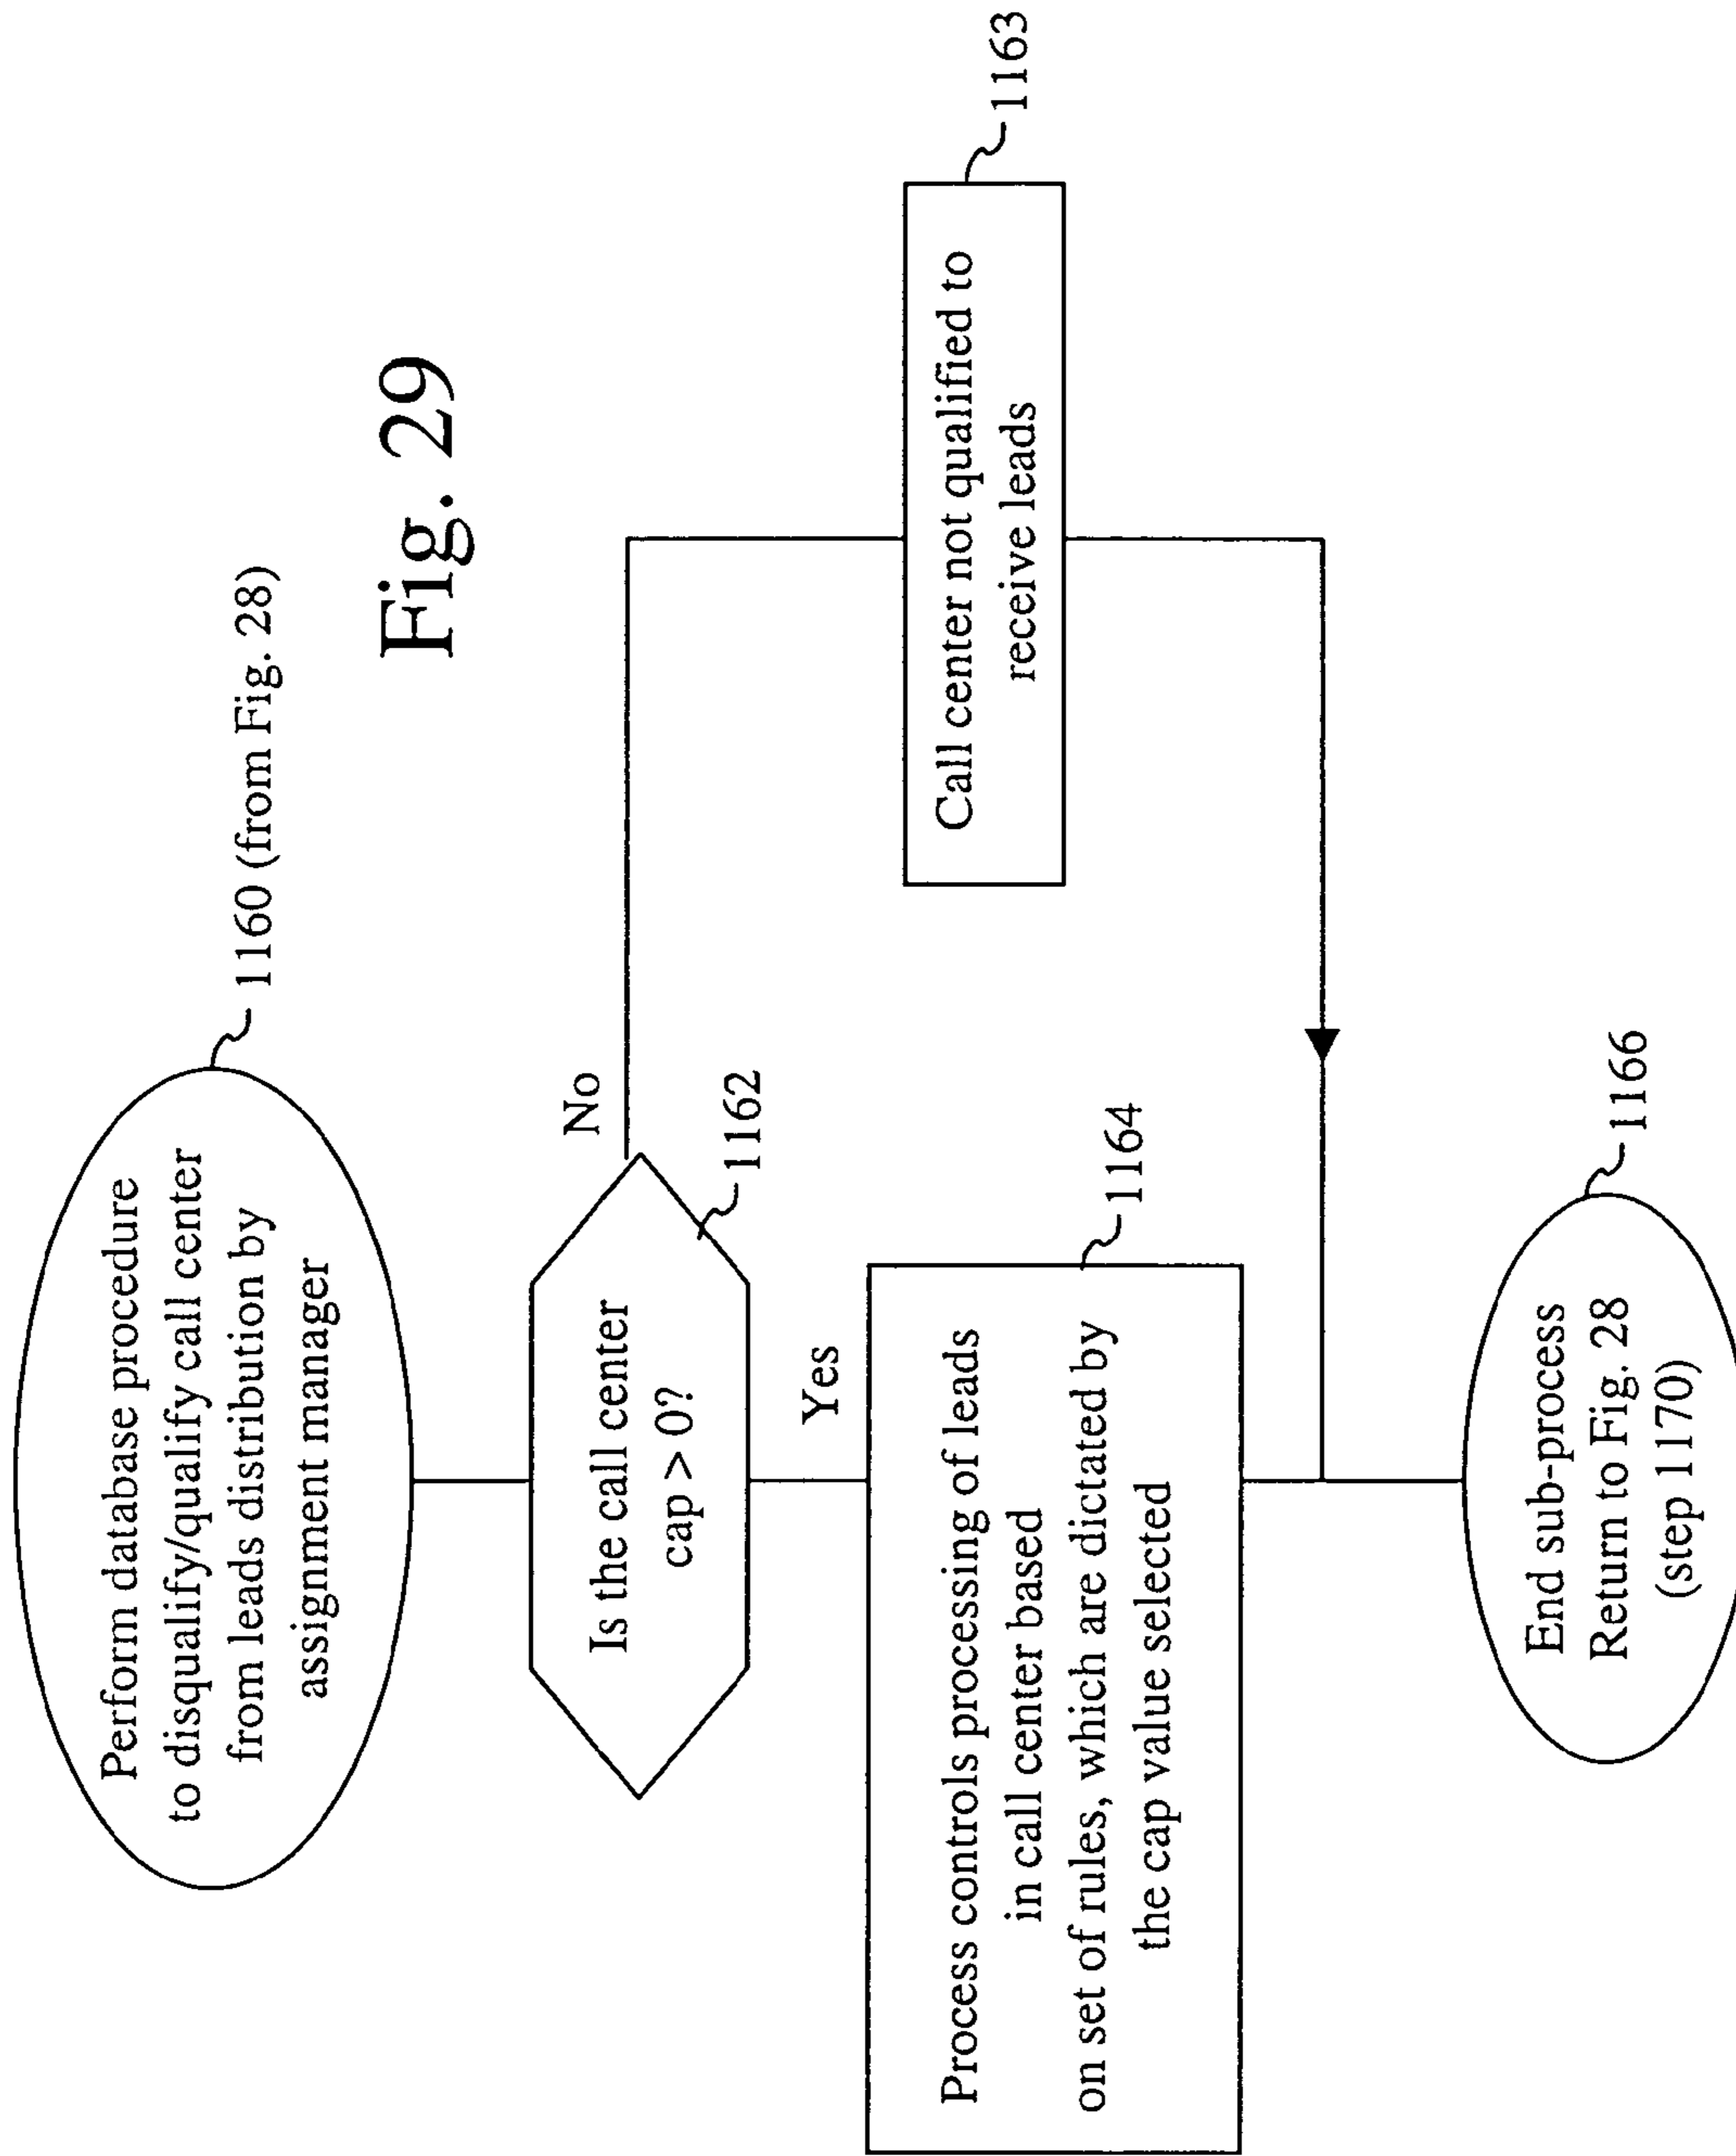 Perform database procedure
to disqualify/qualify call center
from leads distribution by
assignment manager
1160 (from Fig. 28)
Fig. 29
Is the call center
cap > 0?
No
1162
Yes
Call center not qualified to
receive leads
1163
Process controls processing of leads
in call center based
on set of rules, which are dictated by
the cap value selected
1164
End sub-process
Return to Fig. 28
(step 1170)
1166